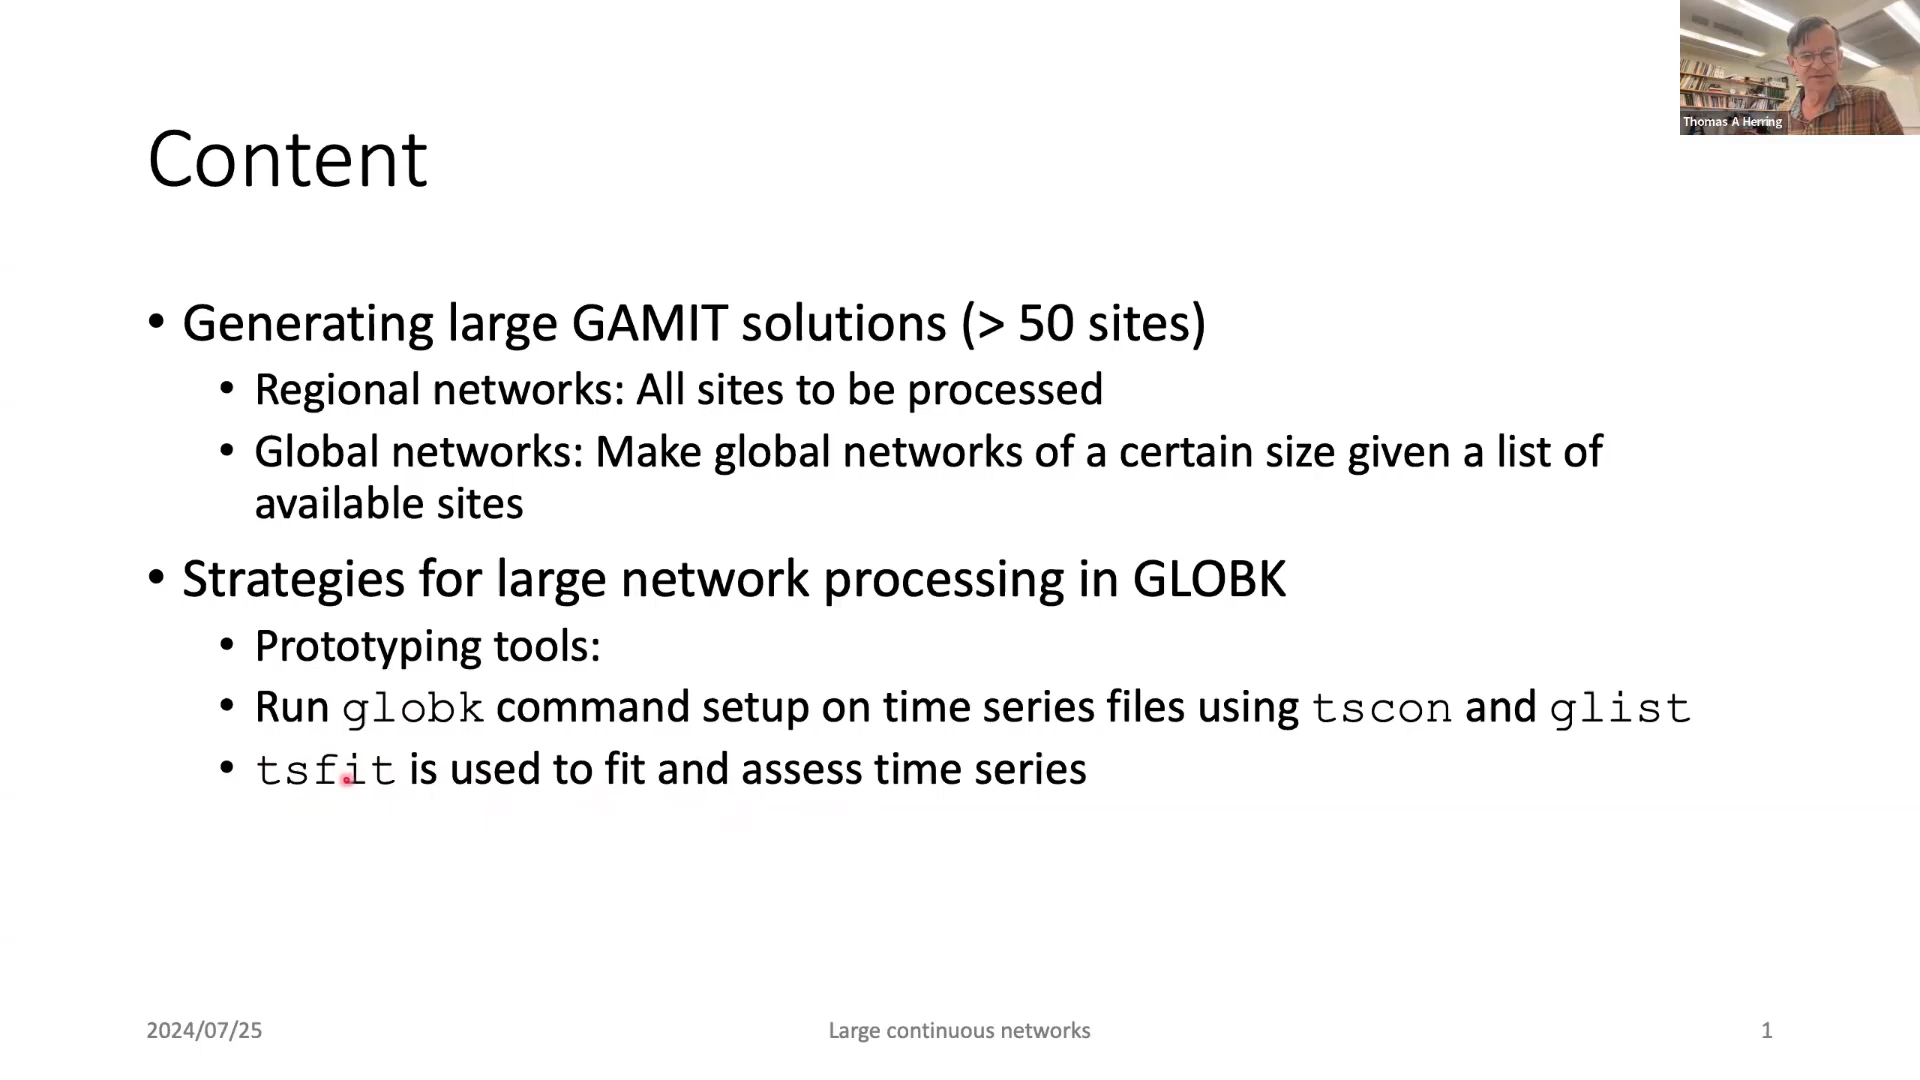 Thomas A Herring
Content
• Generating large GAMIT solutions (> 50 sites)
• Regional networks: All sites to be processed
• Global networks: Make global networks of a certain size given a list of
available sites
• Strategies for large network processing in GLOBK
• Prototyping tools:
• Run globk command setup on time series files using tscon and glist
• tsfit is used to fit and assess time series
2024/07/25
Large continuous networks
1